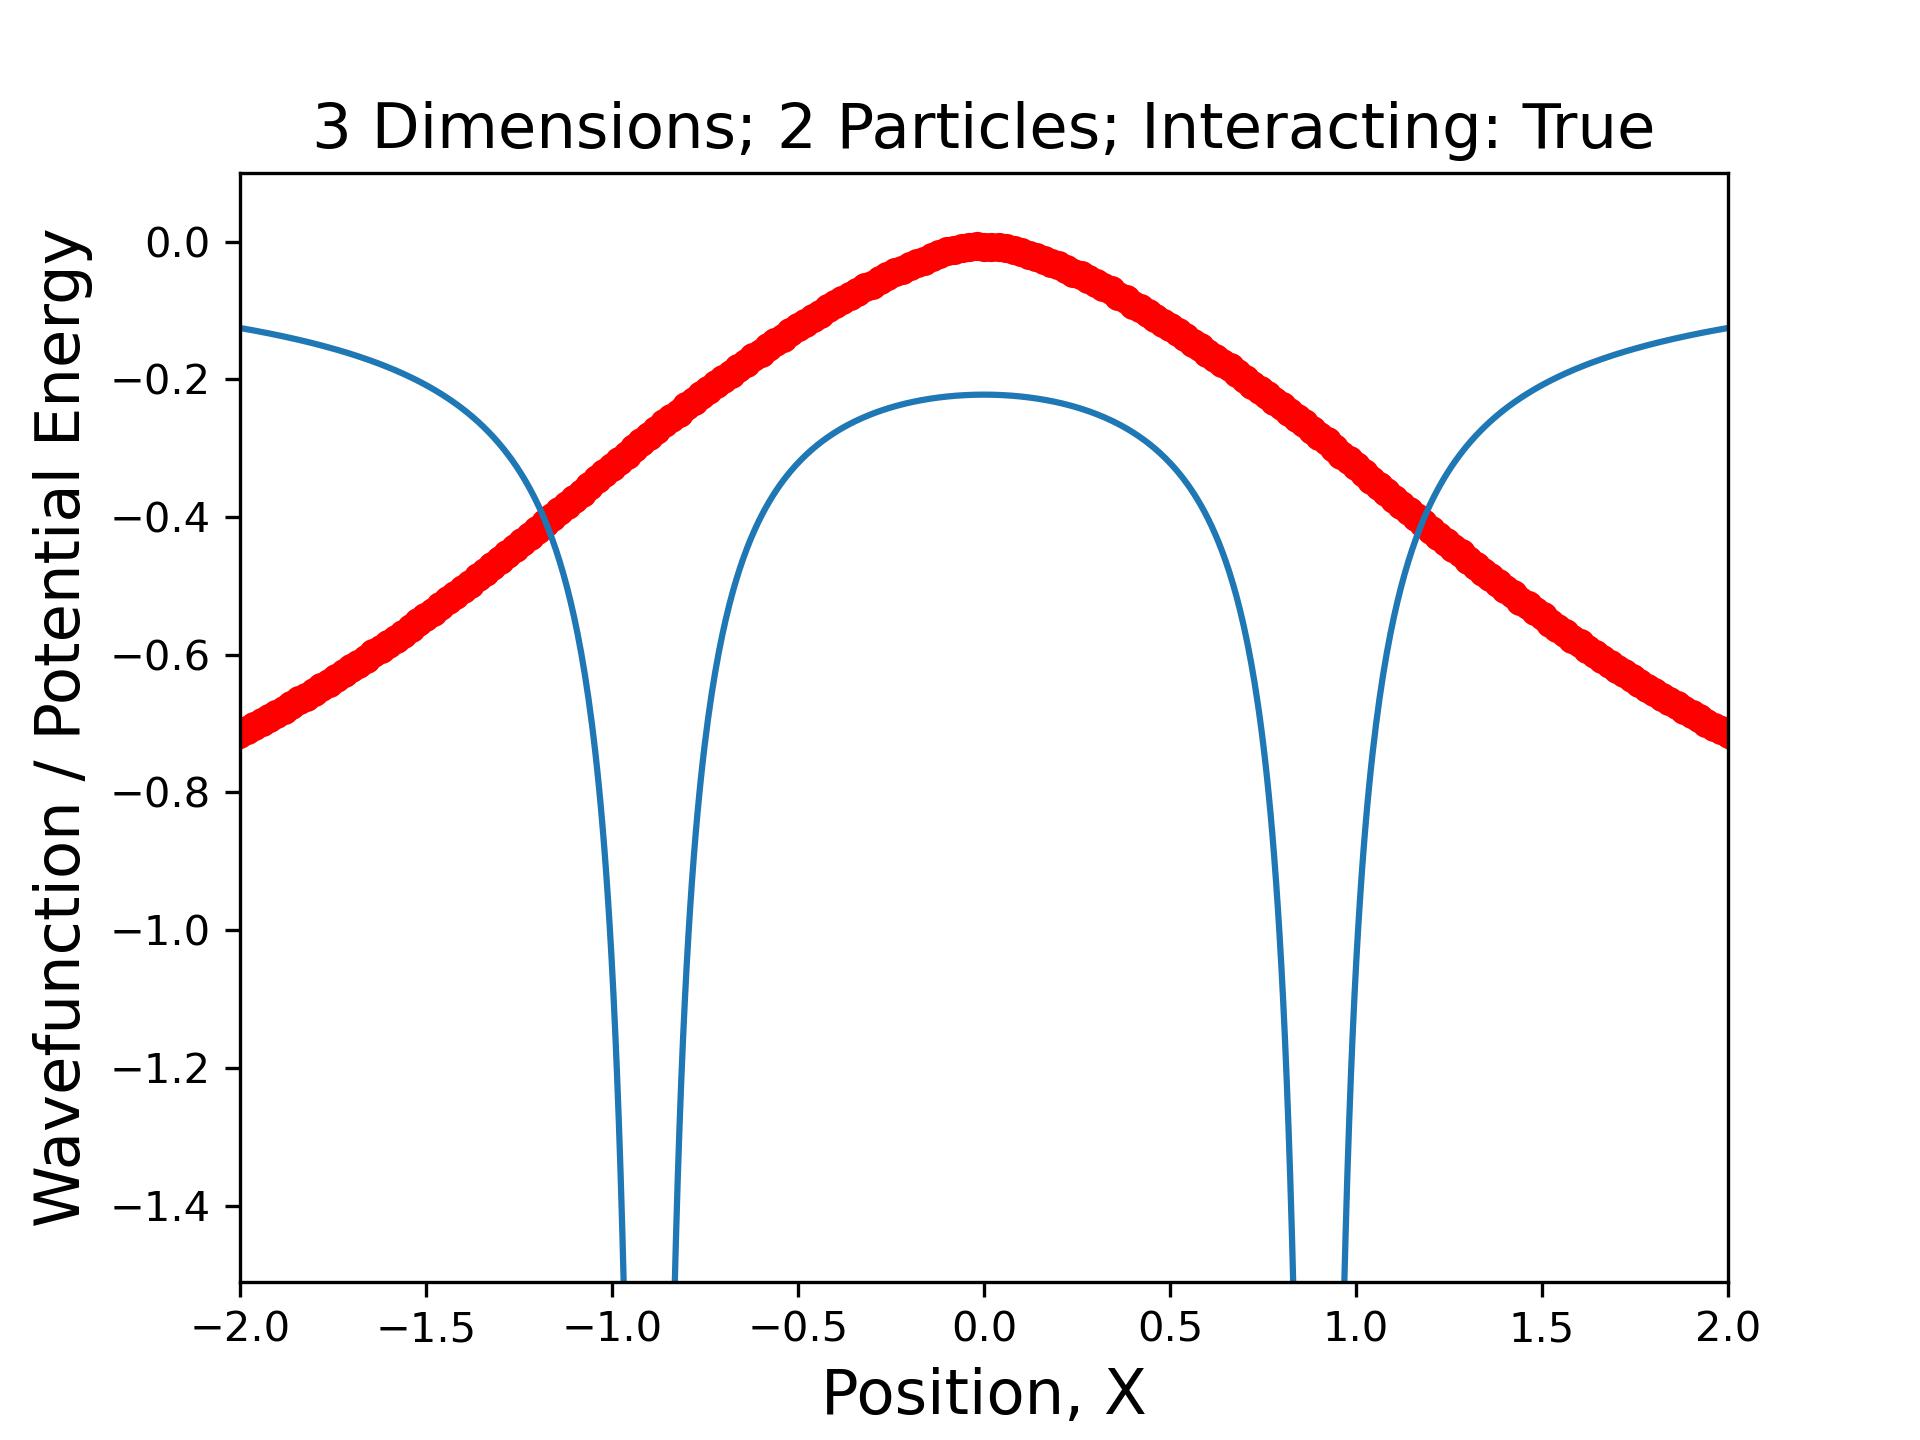 3 Dimensions; 2 Particles; Interacting: True
Wavefunction / Potential Energy
0.0
−0.2
−0.4
−0.6
−0.8
−1.0
−1.2
−1.4
−2.0 −1.5 −1.0 −0.5 0.0 0.5 1.0 1.5 2.0
Position, X